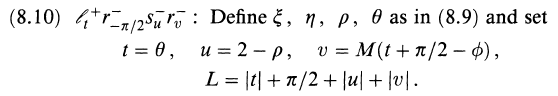 (8.10) ℓ_t^+ r_{-π/2}^- s_u^- r_v^- : Define ξ, η, ρ, θ as in (8.9) and set
t = θ, u = 2 − ρ, v = M(t + π/2 − ϕ),
L = |t| + π/2 + |u| + |v|.